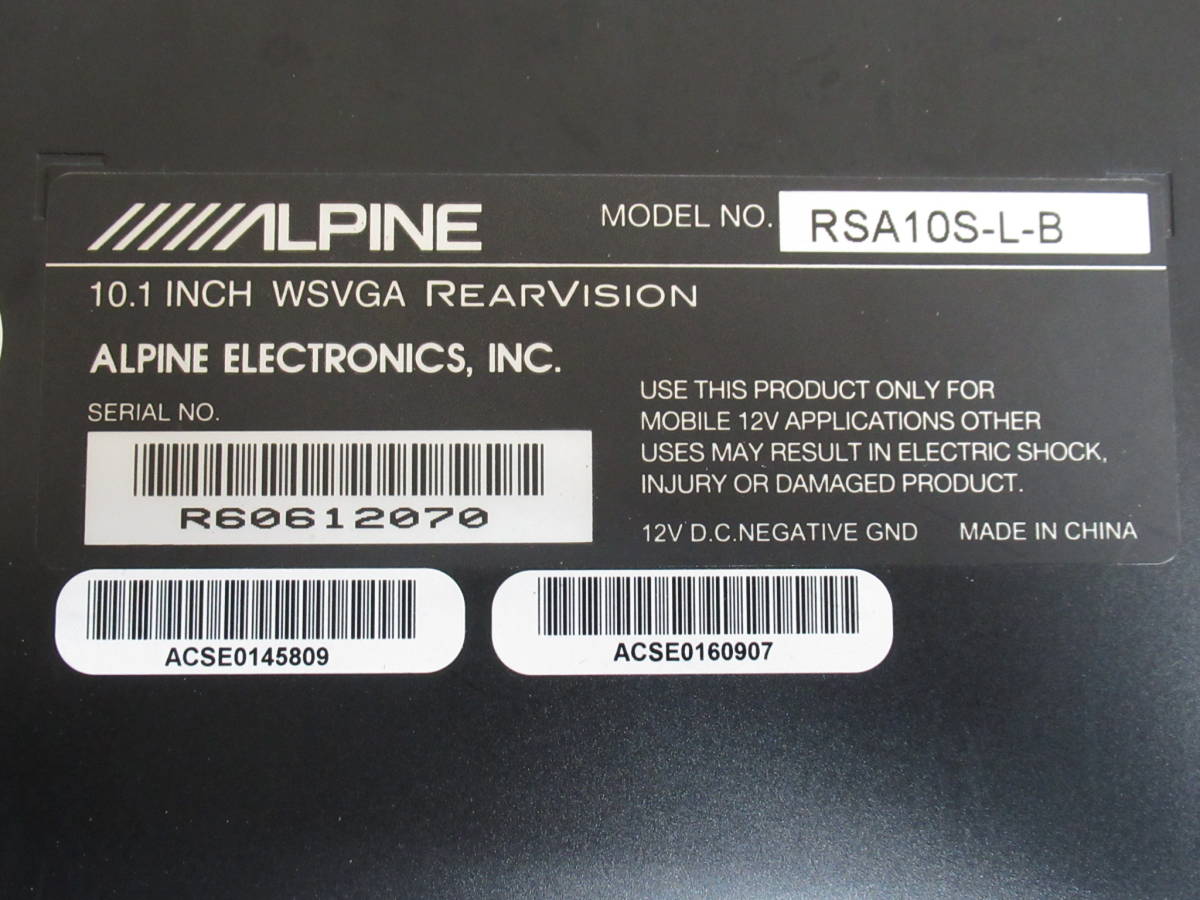 ALPINE
MODEL NO. RSA10S-L-B
10.1 INCH WSVGA REARVISION
ALPINE ELECTRONICS, INC.
SERIAL NO.
R60612070
USE THIS PRODUCT ONLY FOR
MOBILE 12V APPLICATIONS OTHER
USES MAY RESULT IN ELECTRIC SHOCK,
INJURY OR DAMAGED PRODUCT.
12V D.C.NEGATIVE GND MADE IN CHINA
ACSE0145809
ACSE0160907